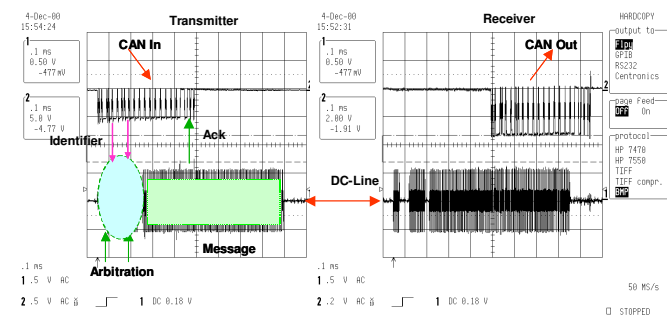 4-Dec-00
15:54:24
Transmitter
4-Dec-00
15:52:31
Receiver
HARDCOPY
output to
Flpy
GPIB
RS232
Centronics
page feed
Off On
protocol
HP 7470
HP 7550
TIFF
TIFF compr.
BMP
1
.1 ms
0.50 V
-477mV
CAN In
2
2
.1 ms
5.0 V
-4.77 V
Identifier
Ack
Arbitration
Message
DC-Line
1
.1 ms
0.50 V
-477mV
CAN Out
2
2
.1 ms
2.00 V
-1.91 V
1
.1 ms
1 .5 V AC
2 .5 V AC
1 DC 0.18 V
.1 ms
1 .5 V AC
2 .2 V AC
1 DC 0.18 V
50 MS/s
STOPPED